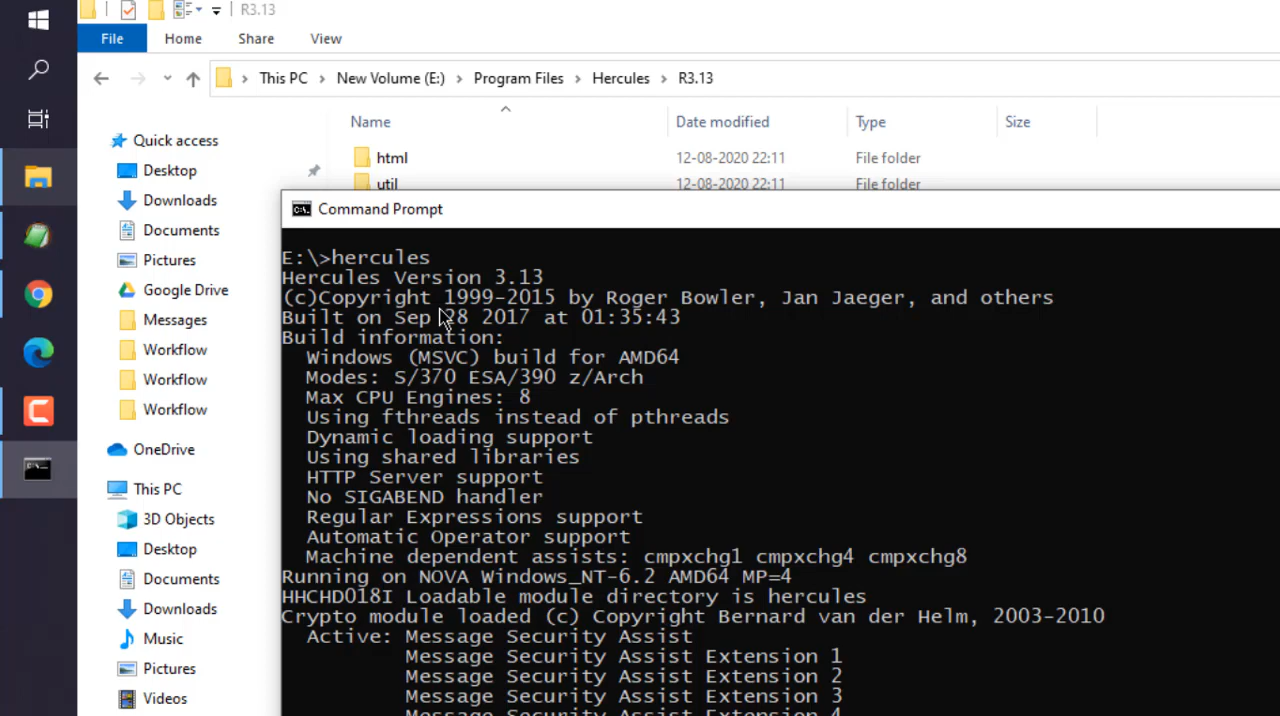 R3.13
File Home Share View
This PC > New Volume (E:) > Program Files > Hercules > R3.13
Name Date modified Type Size
html 12-08-2020 22:11 File folder
util 12-08-2020 22:11 File folder
Quick access
Desktop
Downloads
Documents
Pictures
Google Drive
Messages
Workflow
Workflow
Workflow
OneDrive
This PC
3D Objects
Desktop
Documents
Downloads
Music
Pictures
Videos
Command Prompt
E:\>hercules
Hercules Version 3.13
(c)Copyright 1999-2015 by Roger Bowler, Jan Jaeger, and others
Built on Sep 28 2017 at 01:35:43
Build information:
Windows (MSVC) build for AMD64
Modes: S/370 ESA/390 z/Arch
Max CPU Engines: 8
Using fthreads instead of pthreads
Dynamic loading support
Using shared libraries
HTTP Server support
No SIGABEND handler
Regular Expressions support
Automatic Operator support
Machine dependent assists: cmpxchg1 cmpxchg4 cmpxchg8
Running on NOVA Windows_NT-6.2 AMD64 MP=4
HHCHD018I Loadable module directory is hercules
Crypto module loaded (c) Copyright Bernard van der Helm, 2003-2010
Active: Message Security Assist
Message Security Assist Extension 1
Message Security Assist Extension 2
Message Security Assist Extension 3
Message Security Assist Extension 4